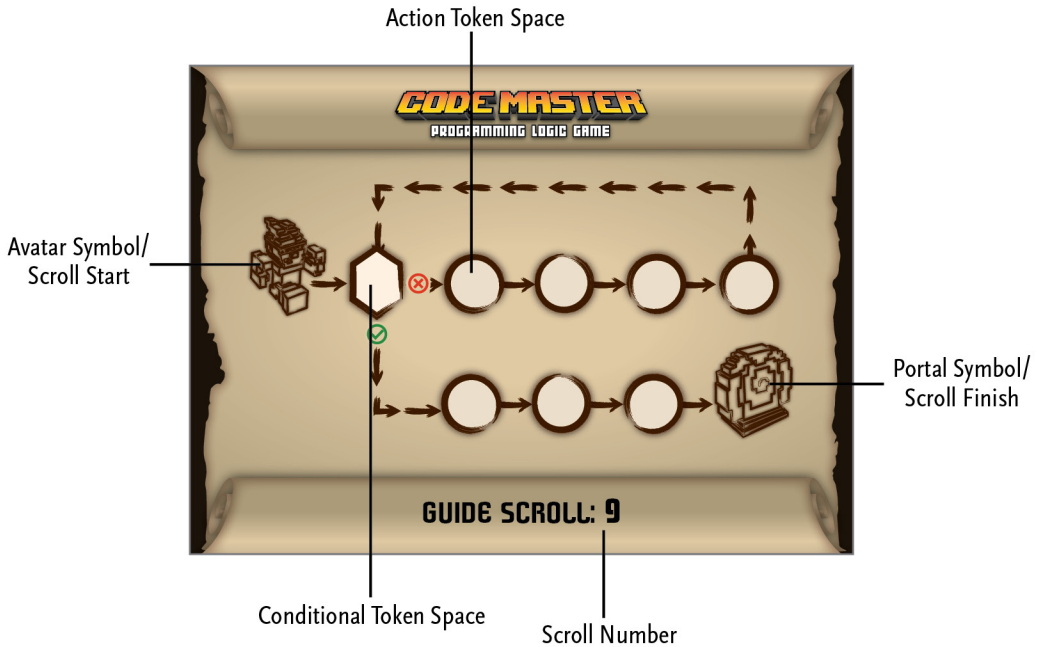 Action Token Space
CODE MASTER
PROGRAMMING LOGIC GAME
Avatar Symbol/
Scroll Start
Portal Symbol/
Scroll Finish
GUIDE SCROLL: 9
Conditional Token Space
Scroll Number